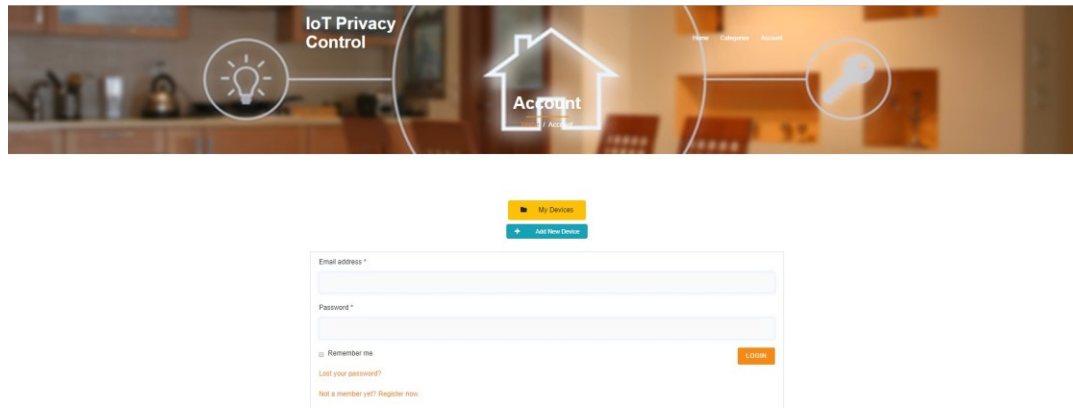 IoT Privacy
Control
Home Categories Account
Account
Home / Account
My Devices
+ Add New Device
Email address *
Password *
Remember me
LOGIN
Lost your password?
Not a member yet? Register now